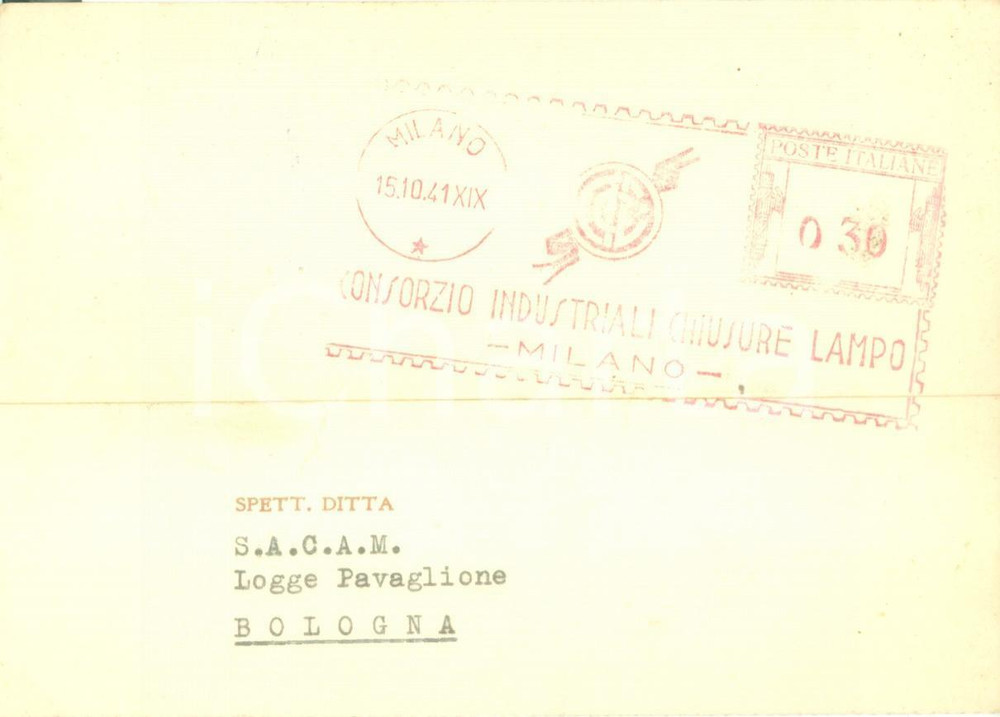 MILANO
15.10.41 XIX
POSTE ITALIANE
0 30
CONSORZIO INDUSTRIALI CHIUSURE LAMPO
-MILANO-
SPETT. DITTA
S.A.C.A.M.
Logge Pavaglione
BOLOGNA